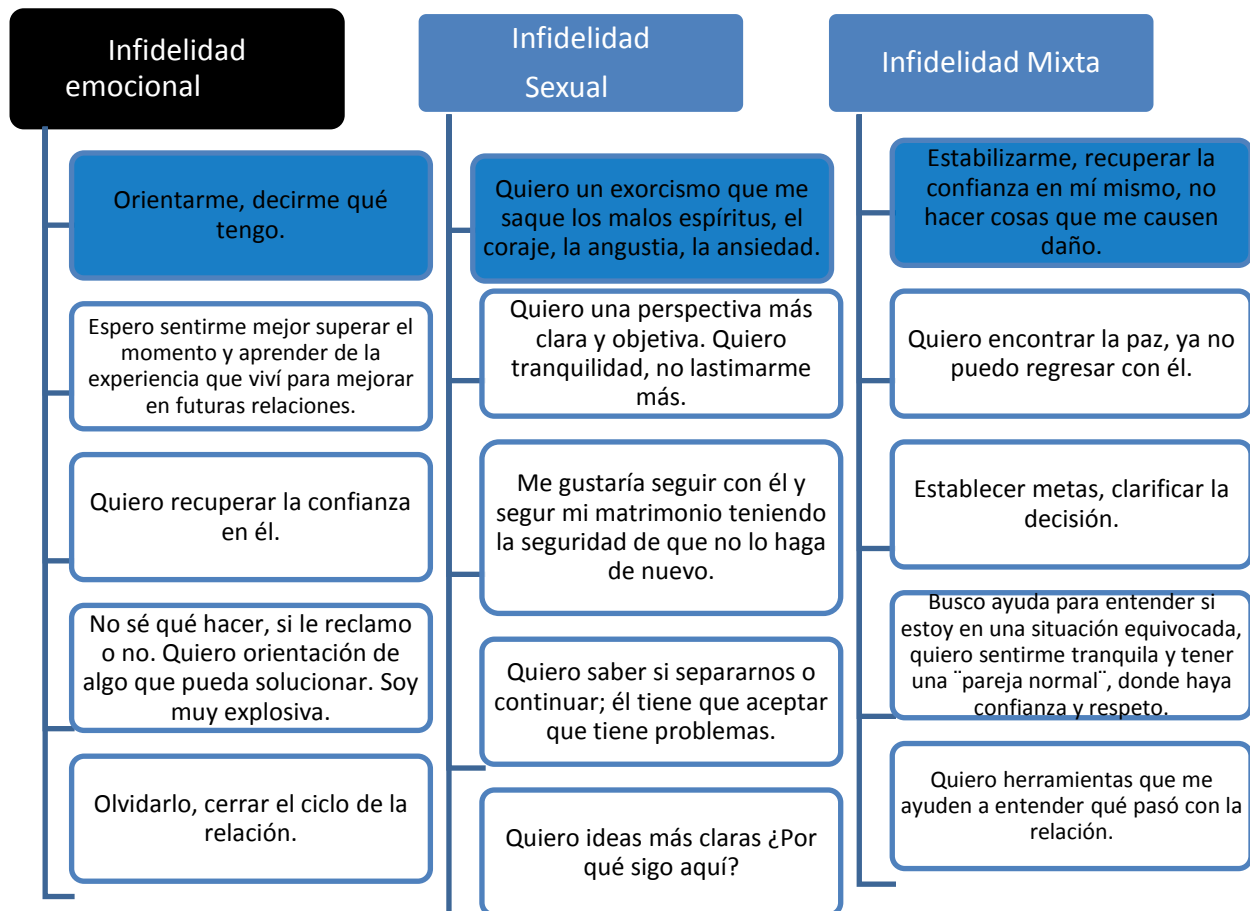 Infidelidad
emocional
Orientarme, decirme qué
tengo.
Espero sentirme mejor superar el
momento y aprender de la
experiencia que viví para mejorar
en futuras relaciones.
Quiero recuperar la confianza
en él.
No sé qué hacer, si le reclamo
o no. Quiero orientación de
algo que pueda solucionar. Soy
muy explosiva.
Olvidarlo, cerrar el ciclo de la
relación.
Infidelidad
Sexual
Quiero un exorcismo que me
saque los malos espíritus, el
coraje, la angustia, la ansiedad.
Quiero una perspectiva más
clara y objetiva. Quiero
tranquilidad, no lastimarme
más.
Me gustaría seguir con él y
segur mi matrimonio teniendo
la seguridad de que no lo haga
de nuevo.
Quiero saber si separarnos o
continuar; él tiene que aceptar
que tiene problemas.
Quiero ideas más claras ¿Por
qué sigo aquí?
Infidelidad Mixta
Estabilizarme, recuperar la
confianza en mí mismo, no
hacer cosas que me causen
daño.
Quiero encontrar la paz, ya no
puedo regresar con él.
Establecer metas, clarificar la
decisión.
Busco ayuda para entender si
estoy en una situación equivocada,
quiero sentirme tranquila y tener
una ¨pareja normal¨, donde haya
confianza y respeto.
Quiero herramientas que me
ayuden a entender qué pasó con la
relación.